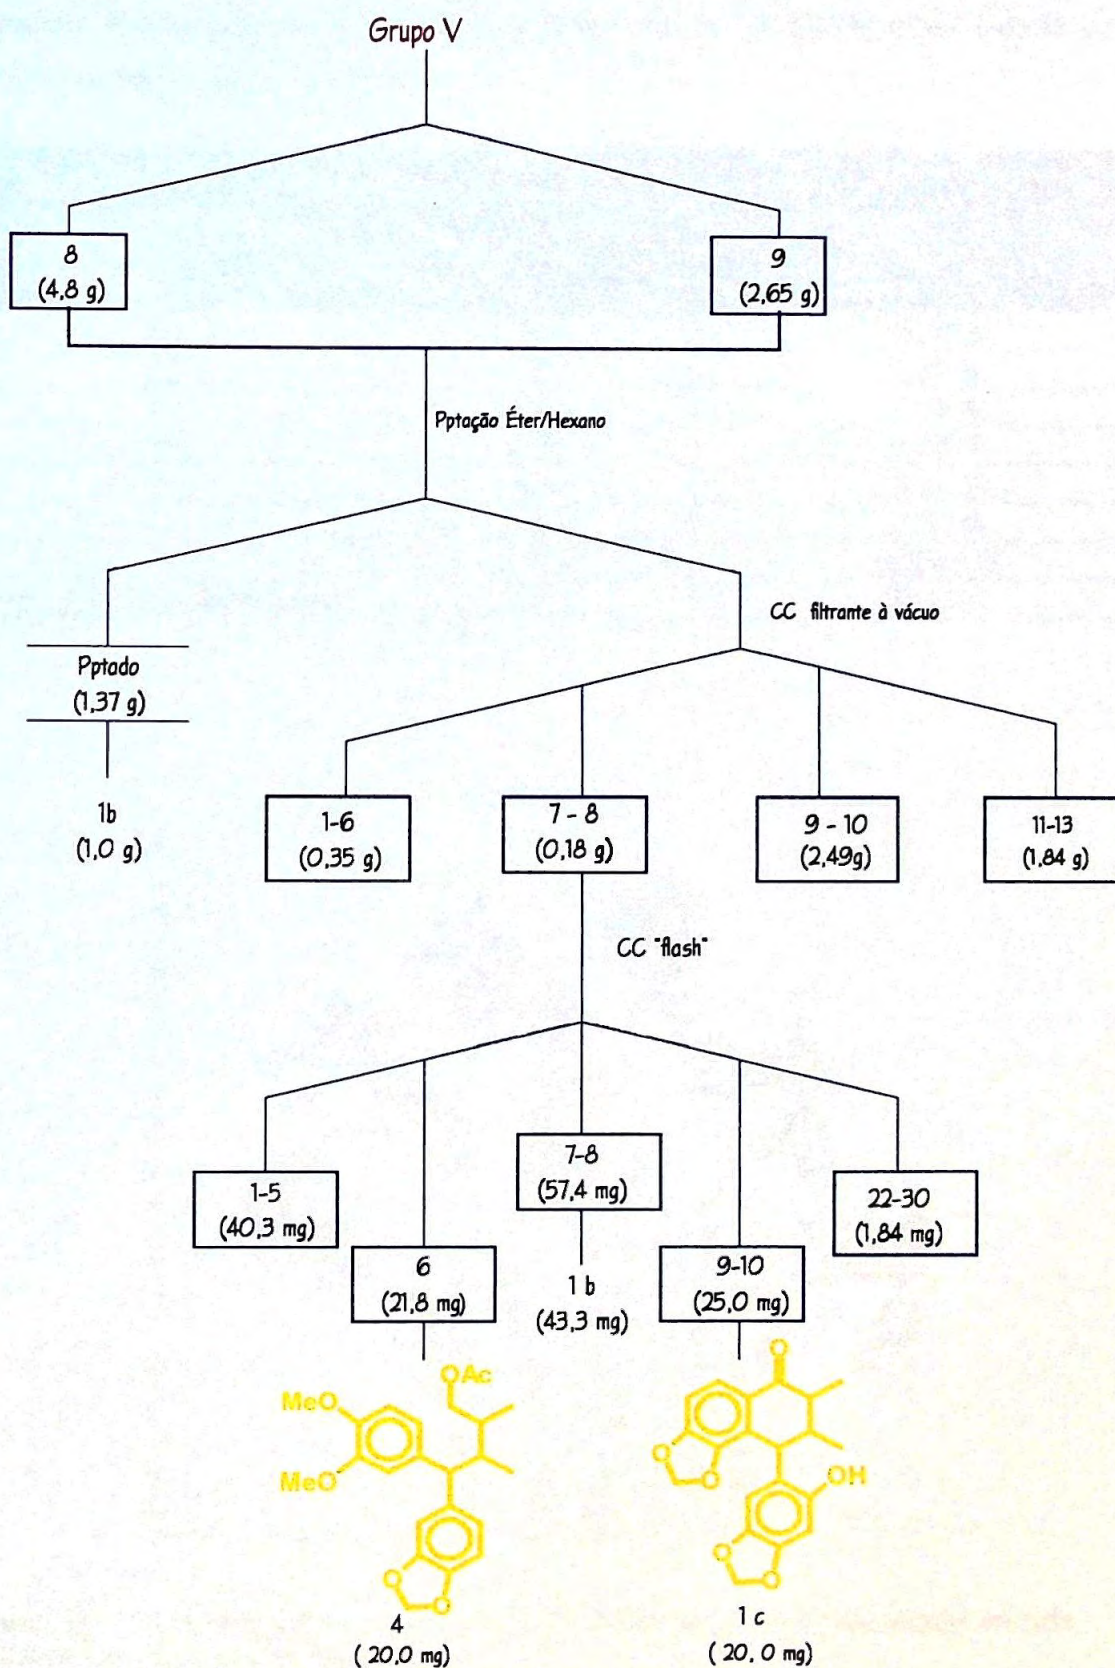 Grupo V
8
(4,8 g)
9
(2,65 g)
Pptação Éter/Hexano
CC filtrante à vácuo
Pptado
(1,37 g)
1b
(1,0 g)
1-6
(0,35 g)
7 - 8
(0,18 g)
9 - 10
(2,49g)
11-13
(1,84 g)
CC "flash"
1-5
(40,3 mg)
6
(21,8 mg)
7-8
(57,4 mg)
1 b
(43,3 mg)
9-10
(25,0 mg)
22-30
(1,84 mg)
OAc
MeO
MeO
O
O
4
(20,0 mg)
O
O
O
OH
O
O
1 c
(20, 0 mg)